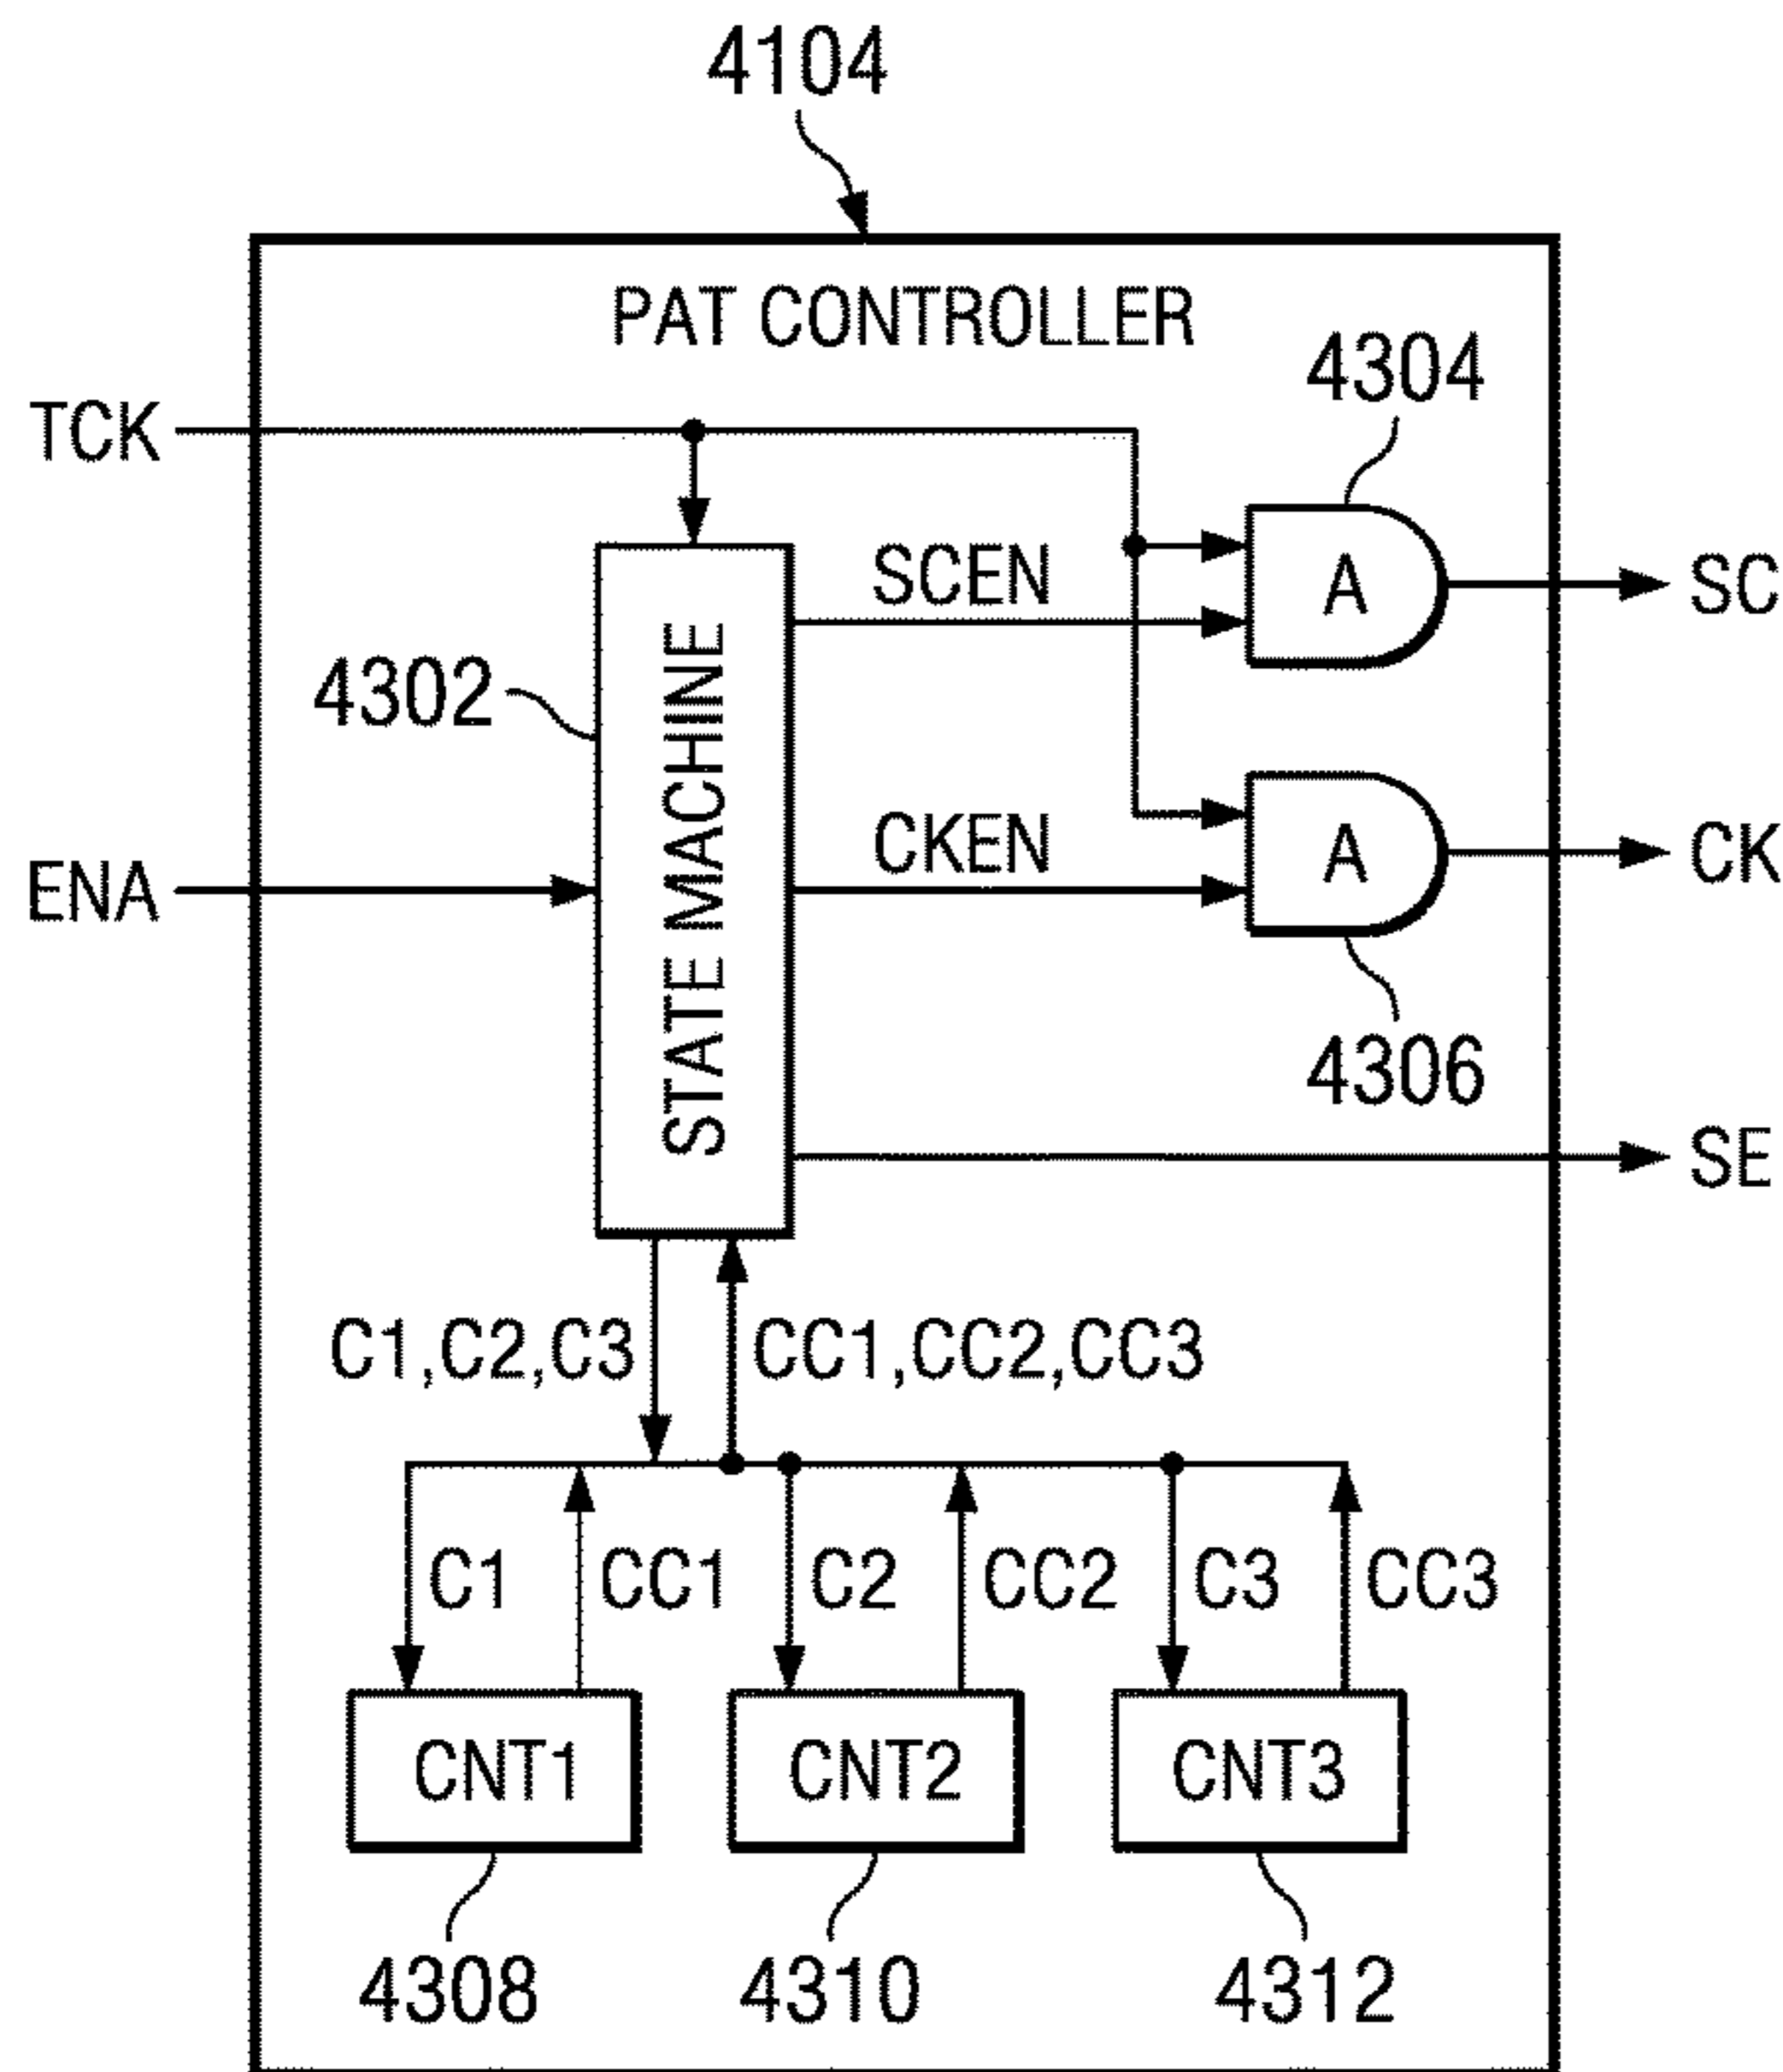 4104
PAT CONTROLLER
4304
TCK
SCEN
A
SC
4302
STATE MACHINE
CKEN
A
CK
ENA
4306
SE
C1,C2,C3
CC1,CC2,CC3
C1
CC1
C2
CC2
C3
CC3
CNT1
CNT2
CNT3
4308
4310
4312